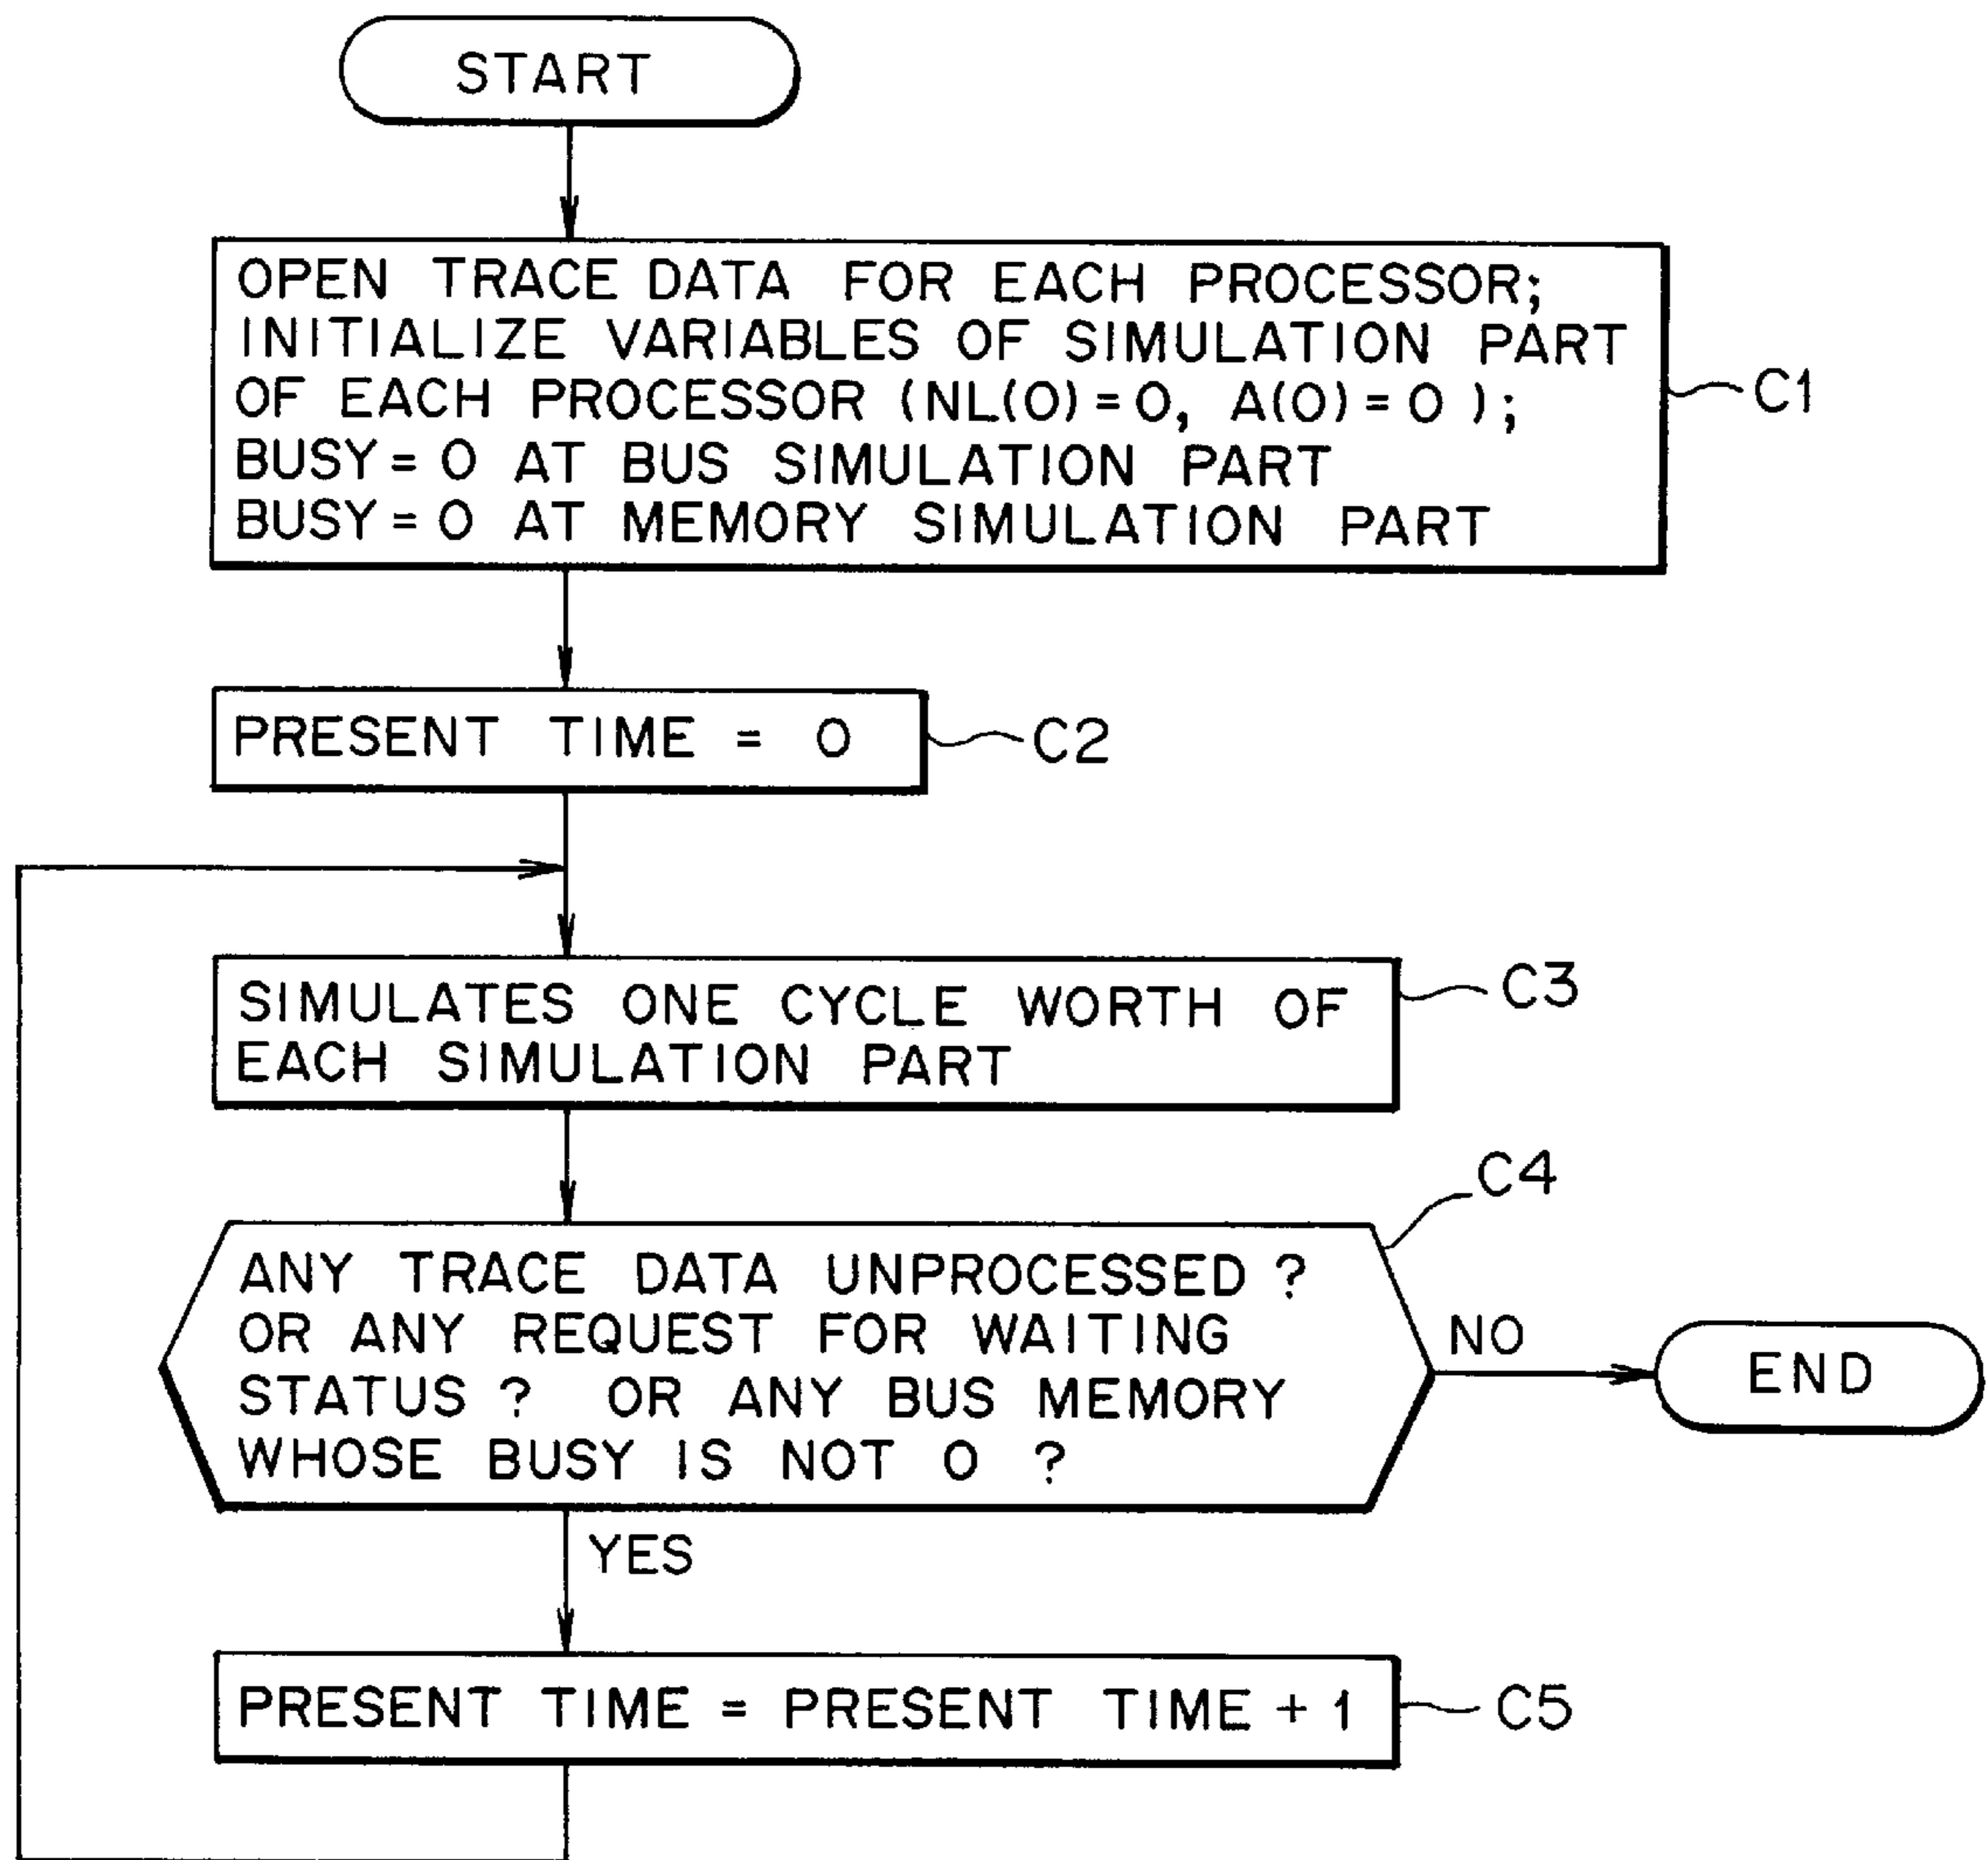 START
OPEN TRACE DATA FOR EACH PROCESSOR;
INITIALIZE VARIABLES OF SIMULATION PART
OF EACH PROCESSOR (NL(0)=0, A(0)=0 );
BUSY=0 AT BUS SIMULATION PART
BUSY=0 AT MEMORY SIMULATION PART
C1
PRESENT TIME = 0
C2
SIMULATES ONE CYCLE WORTH OF
EACH SIMULATION PART
C3
C4
ANY TRACE DATA UNPROCESSED ?
OR ANY REQUEST FOR WAITING
STATUS ? OR ANY BUS MEMORY
WHOSE BUSY IS NOT 0 ?
NO
END
YES
PRESENT TIME = PRESENT TIME + 1
C5